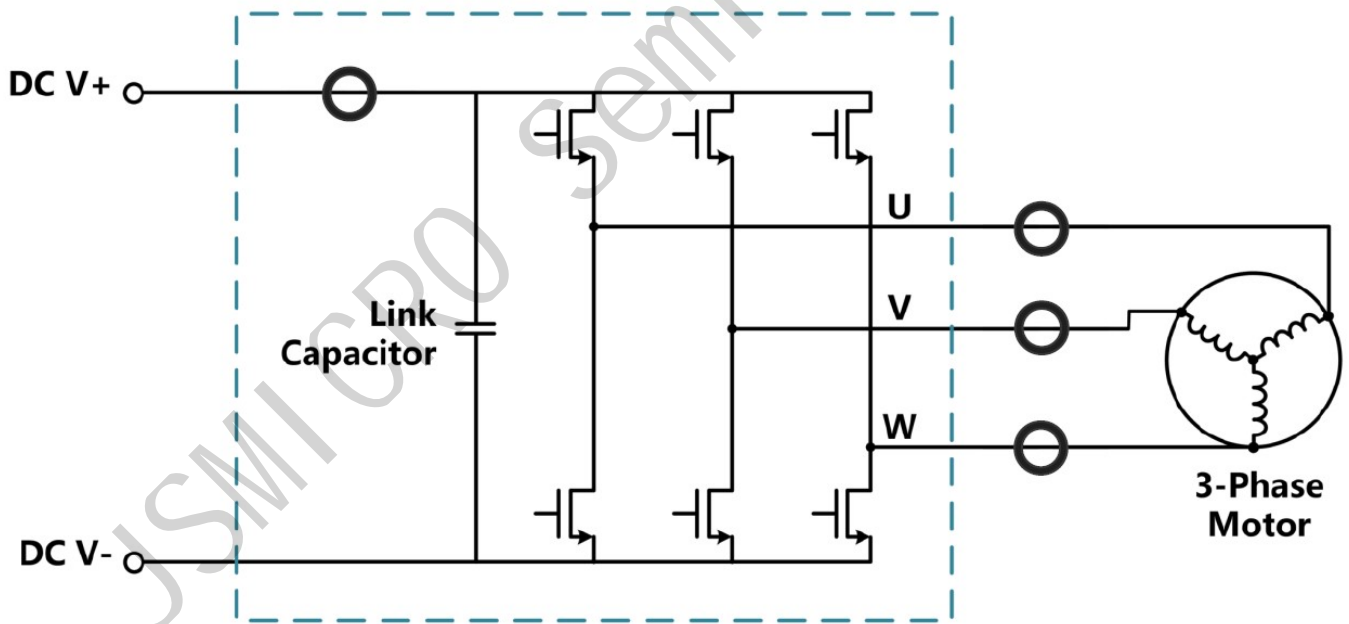 DC V+
U
V
Link
Capacitor
W
3-Phase
Motor
DC V-
JSMICRO Semi